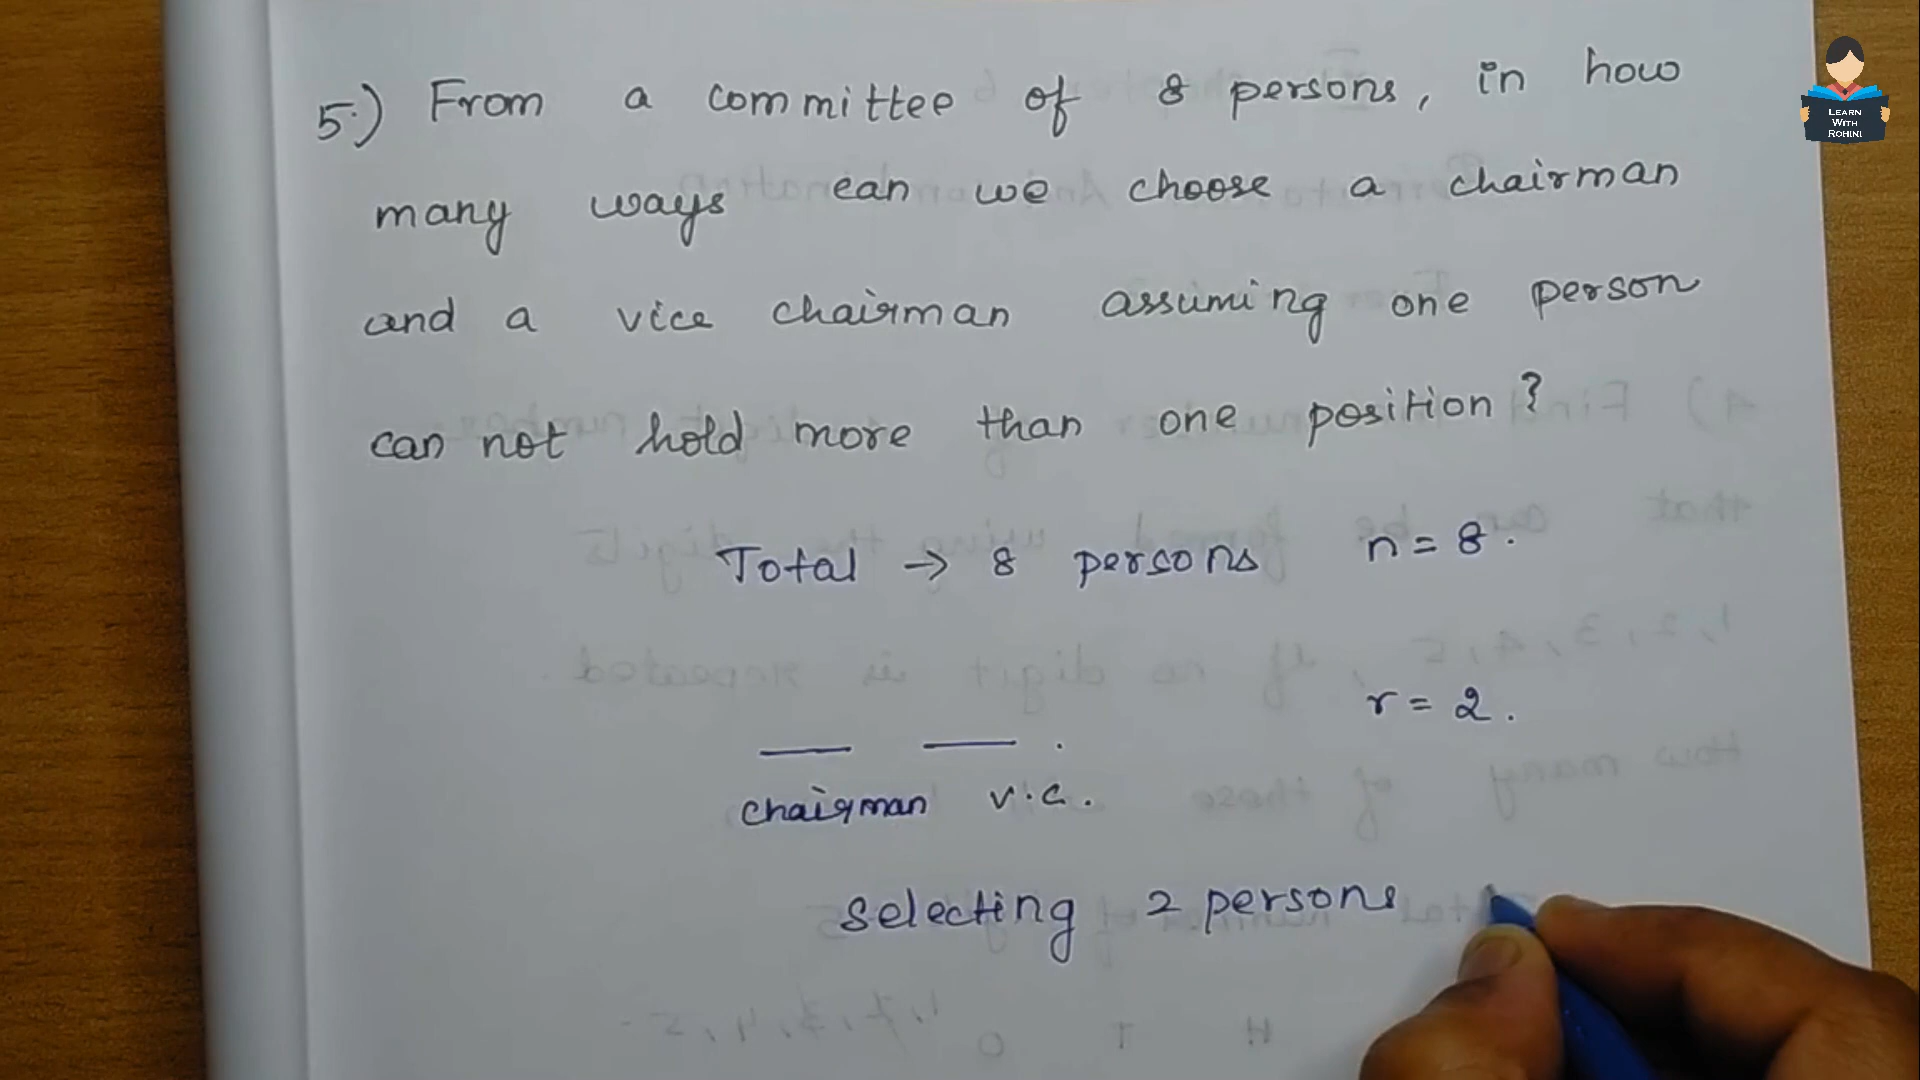 5.) From a committee of 8 persons, in how
many ways can we choose a chairman
and a vice chairman assuming one person
can not hold more than one position?
Total → 8 persons n = 8.
r = 2.
chairman v.c.
selecting 2 persons
LEARN
WITH
ROHINI